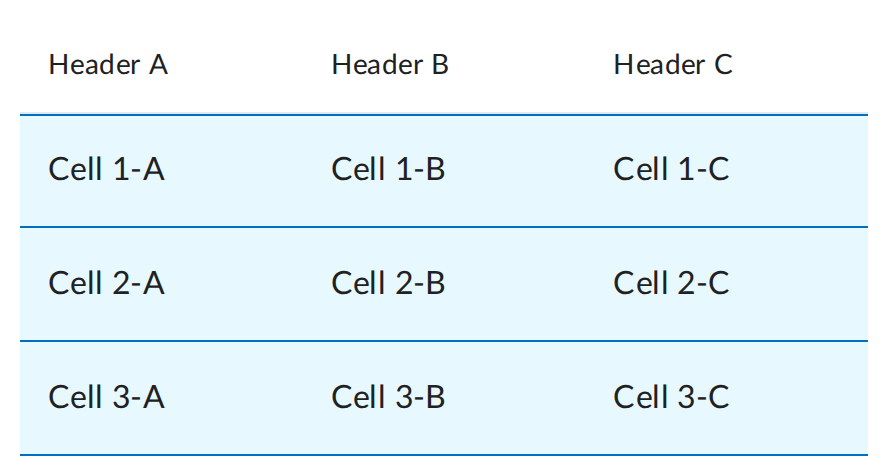 Header A Header B Header C
Cell 1-A Cell 1-B Cell 1-C
Cell 2-A Cell 2-B Cell 2-C
Cell 3-A Cell 3-B Cell 3-C